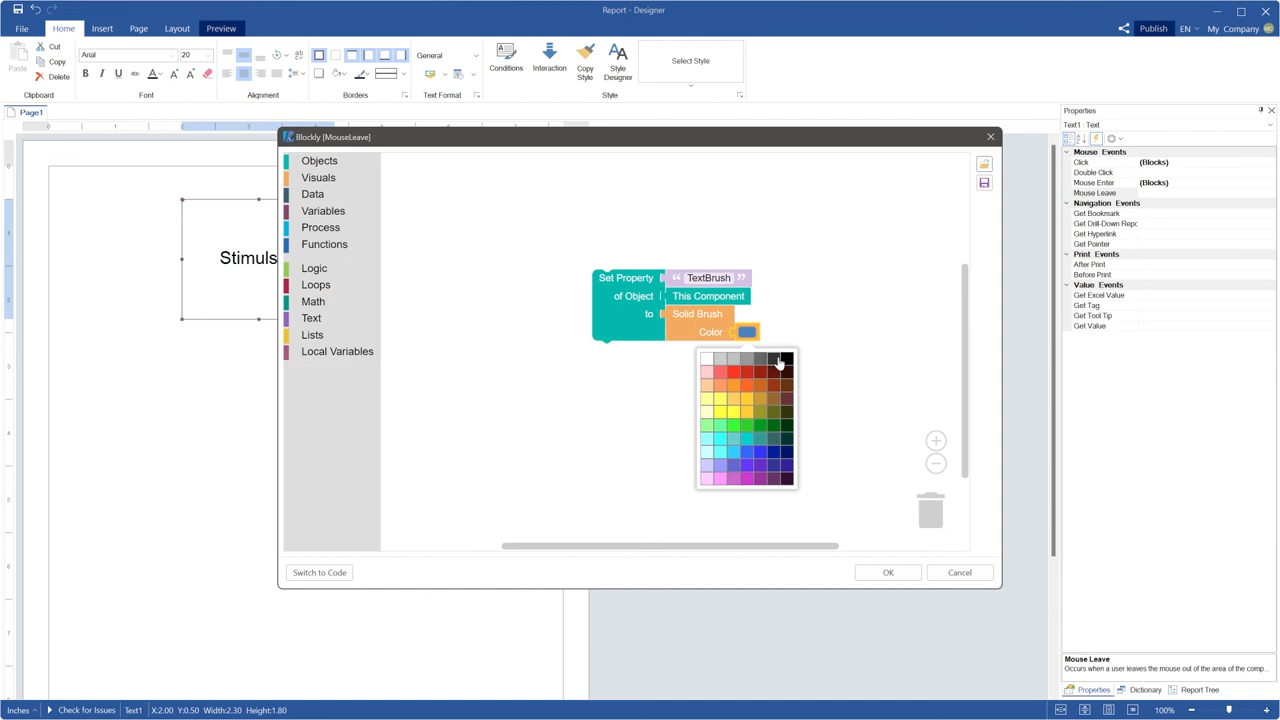 Report - Designer
File Home Insert Page Layout Preview
Publish EN My Company MC
Paste
Cut
Copy
Delete
Clipboard
Arial 20
B I U abc A A A
Font
ab
Alignment
Borders
General
Text Format
Conditions Interaction Copy Style Style Designer
Select Style
Style
Page1
Blockly [MouseLeave]
Objects
Visuals
Data
Variables
Process
Functions
Logic
Loops
Math
Text
Lists
Local Variables
Stimuls
Set Property “ TextBrush ”
of Object This Component
to Solid Brush
Color
Switch to Code
OK Cancel
Properties
Text1 : Text
Mouse Events
Click (Blocks)
Double Click
Mouse Enter (Blocks)
Mouse Leave
Navigation Events
Get Bookmark
Get Drill-Down Repo
Get Hyperlink
Get Pointer
Print Events
After Print
Before Print
Value Events
Get Excel Value
Get Tag
Get Tool Tip
Get Value
Mouse Leave
Occurs when a user leaves the mouse out of the area of the comp...
Properties Dictionary Report Tree
Inches Check for Issues Text1 X:2.00 Y:0.50 Width:2.30 Height:1.80
100%